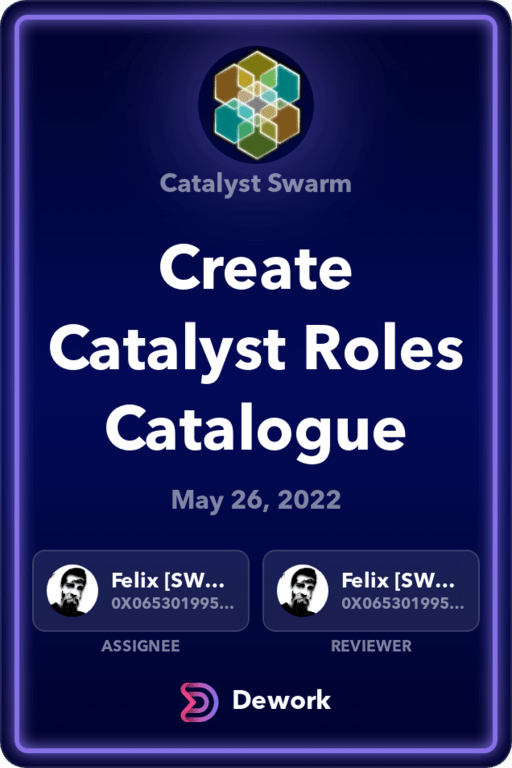 Catalyst Swarm
Create
Catalyst Roles
Catalogue
May 26, 2022
Felix [SW...
0X065301995...
Felix [SW...
0X065301995...
ASSIGNEE
REVIEWER
Dework